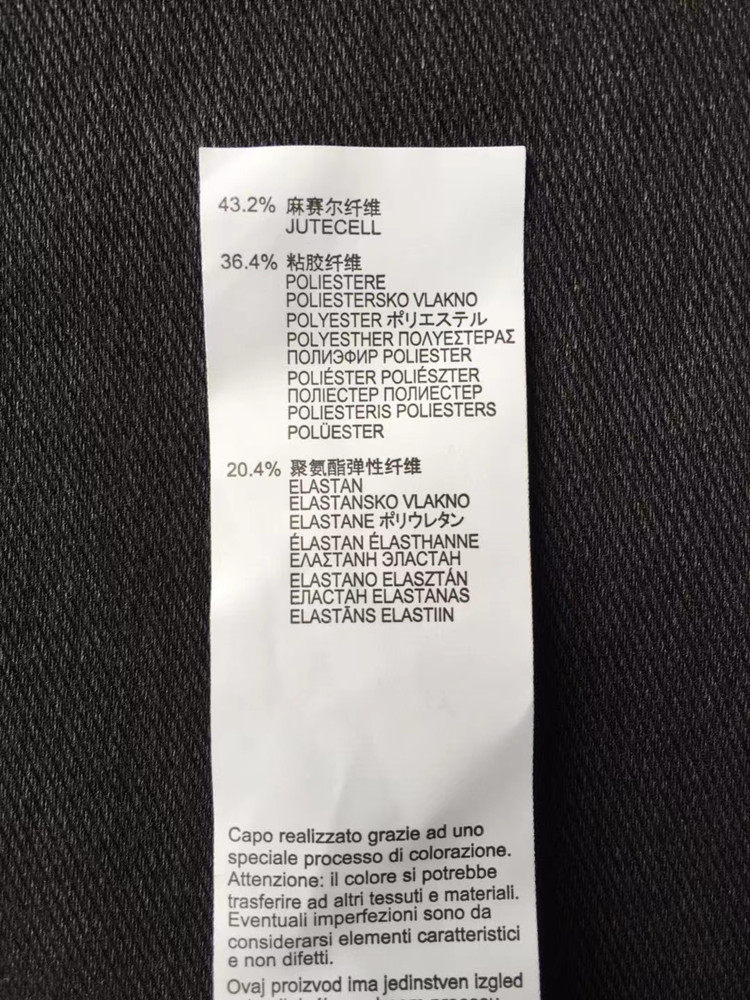 43.2% 麻赛尔纤维
JUTECELL
36.4% 粘胶纤维
POLIESTERE
POLIESTERSKO VLAKNO
POLYESTER ポリエステル
POLYESTHER ΠΟΛΥΕΣΤΕΡΑΣ
ПОЛИЭФИР POLIESTER
POLIÉSTER POLIÉSZTER
ПОЛІЕСТЕР ПОЛИЕСТЕР
POLIESTERIS POLIESTERS
POLÜESTER
20.4% 聚氨酯弹性纤维
ELASTAN
ELASTANSKO VLAKNO
ELASTANE ポリウレタン
ÉLASTAN ÉLASTHANNE
ΕΛΑΣΤΑΝΗ ЭЛАСТАН
ELASTANO ELASZTÁN
ЕЛАСТАН ELASTANAS
ELASTĀNS ELASTIIN
Capo realizzato grazie ad uno
speciale processo di colorazione.
Attenzione: il colore si potrebbe
trasferire ad altri tessuti e materiali.
Eventuali imperfezioni sono da
considerarsi elementi caratteristici
e non difetti.
Ovaj proizvod ima jedinstven izgled